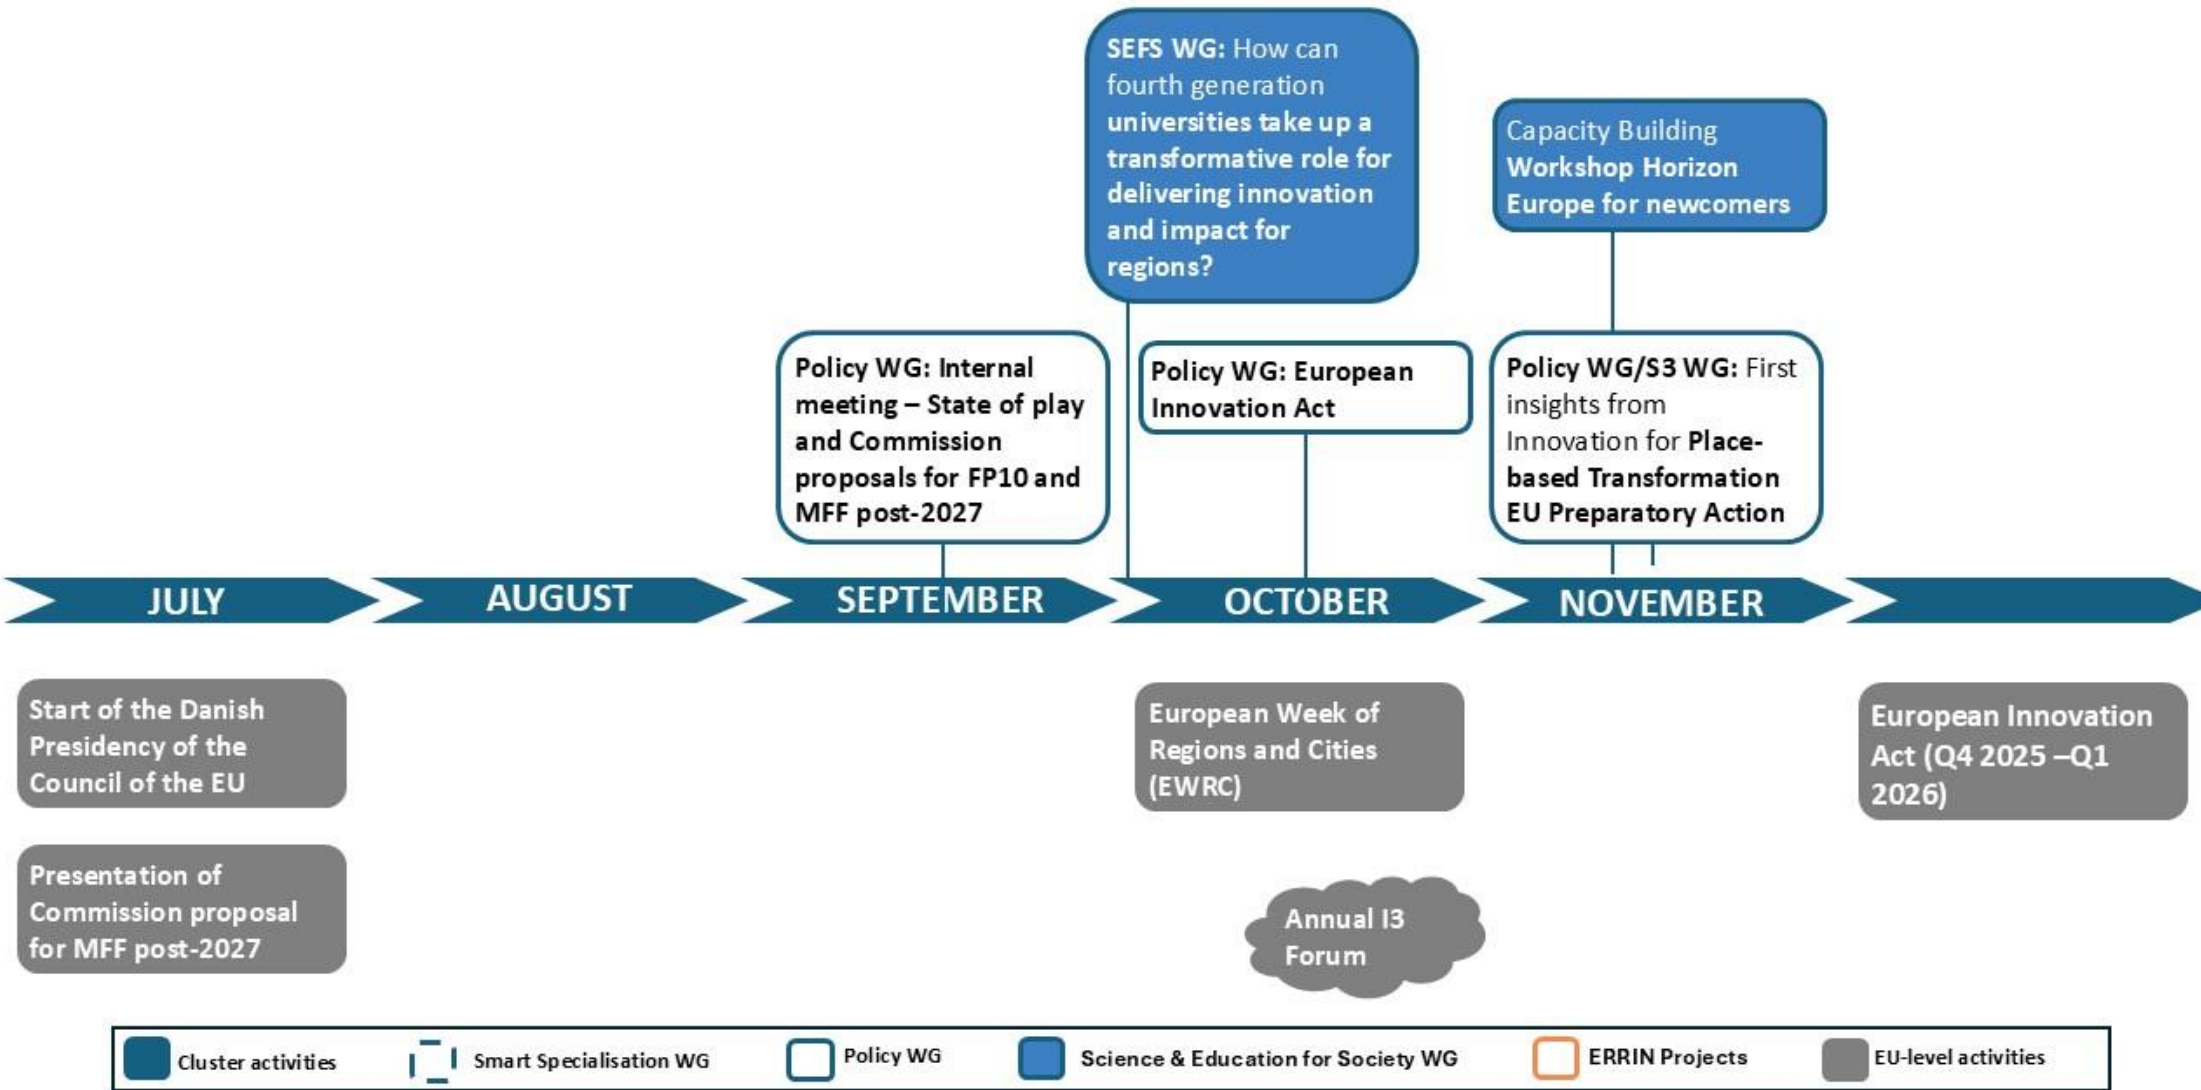 SEFS WG: How can
fourth generation
universities take up a
transformative role for
delivering innovation
and impact for
regions?
Capacity Building
Workshop Horizon
Europe for newcomers
Policy WG: Internal
meeting – State of play
and Commission
proposals for FP10 and
MFF post-2027
Policy WG: European
Innovation Act
Policy WG/S3 WG: First
insights from
Innovation for Place-
based Transformation
EU Preparatory Action
JULY
AUGUST
SEPTEMBER
OCTOBER
NOVEMBER
Start of the Danish
Presidency of the
Council of the EU
European Week of
Regions and Cities
(EWRC)
European Innovation
Act (Q4 2025 –Q1
2026)
Presentation of
Commission proposal
for MFF post-2027
Annual I3
Forum
Cluster activities
Smart Specialisation WG
Policy WG
Science & Education for Society WG
ERRIN Projects
EU-level activities